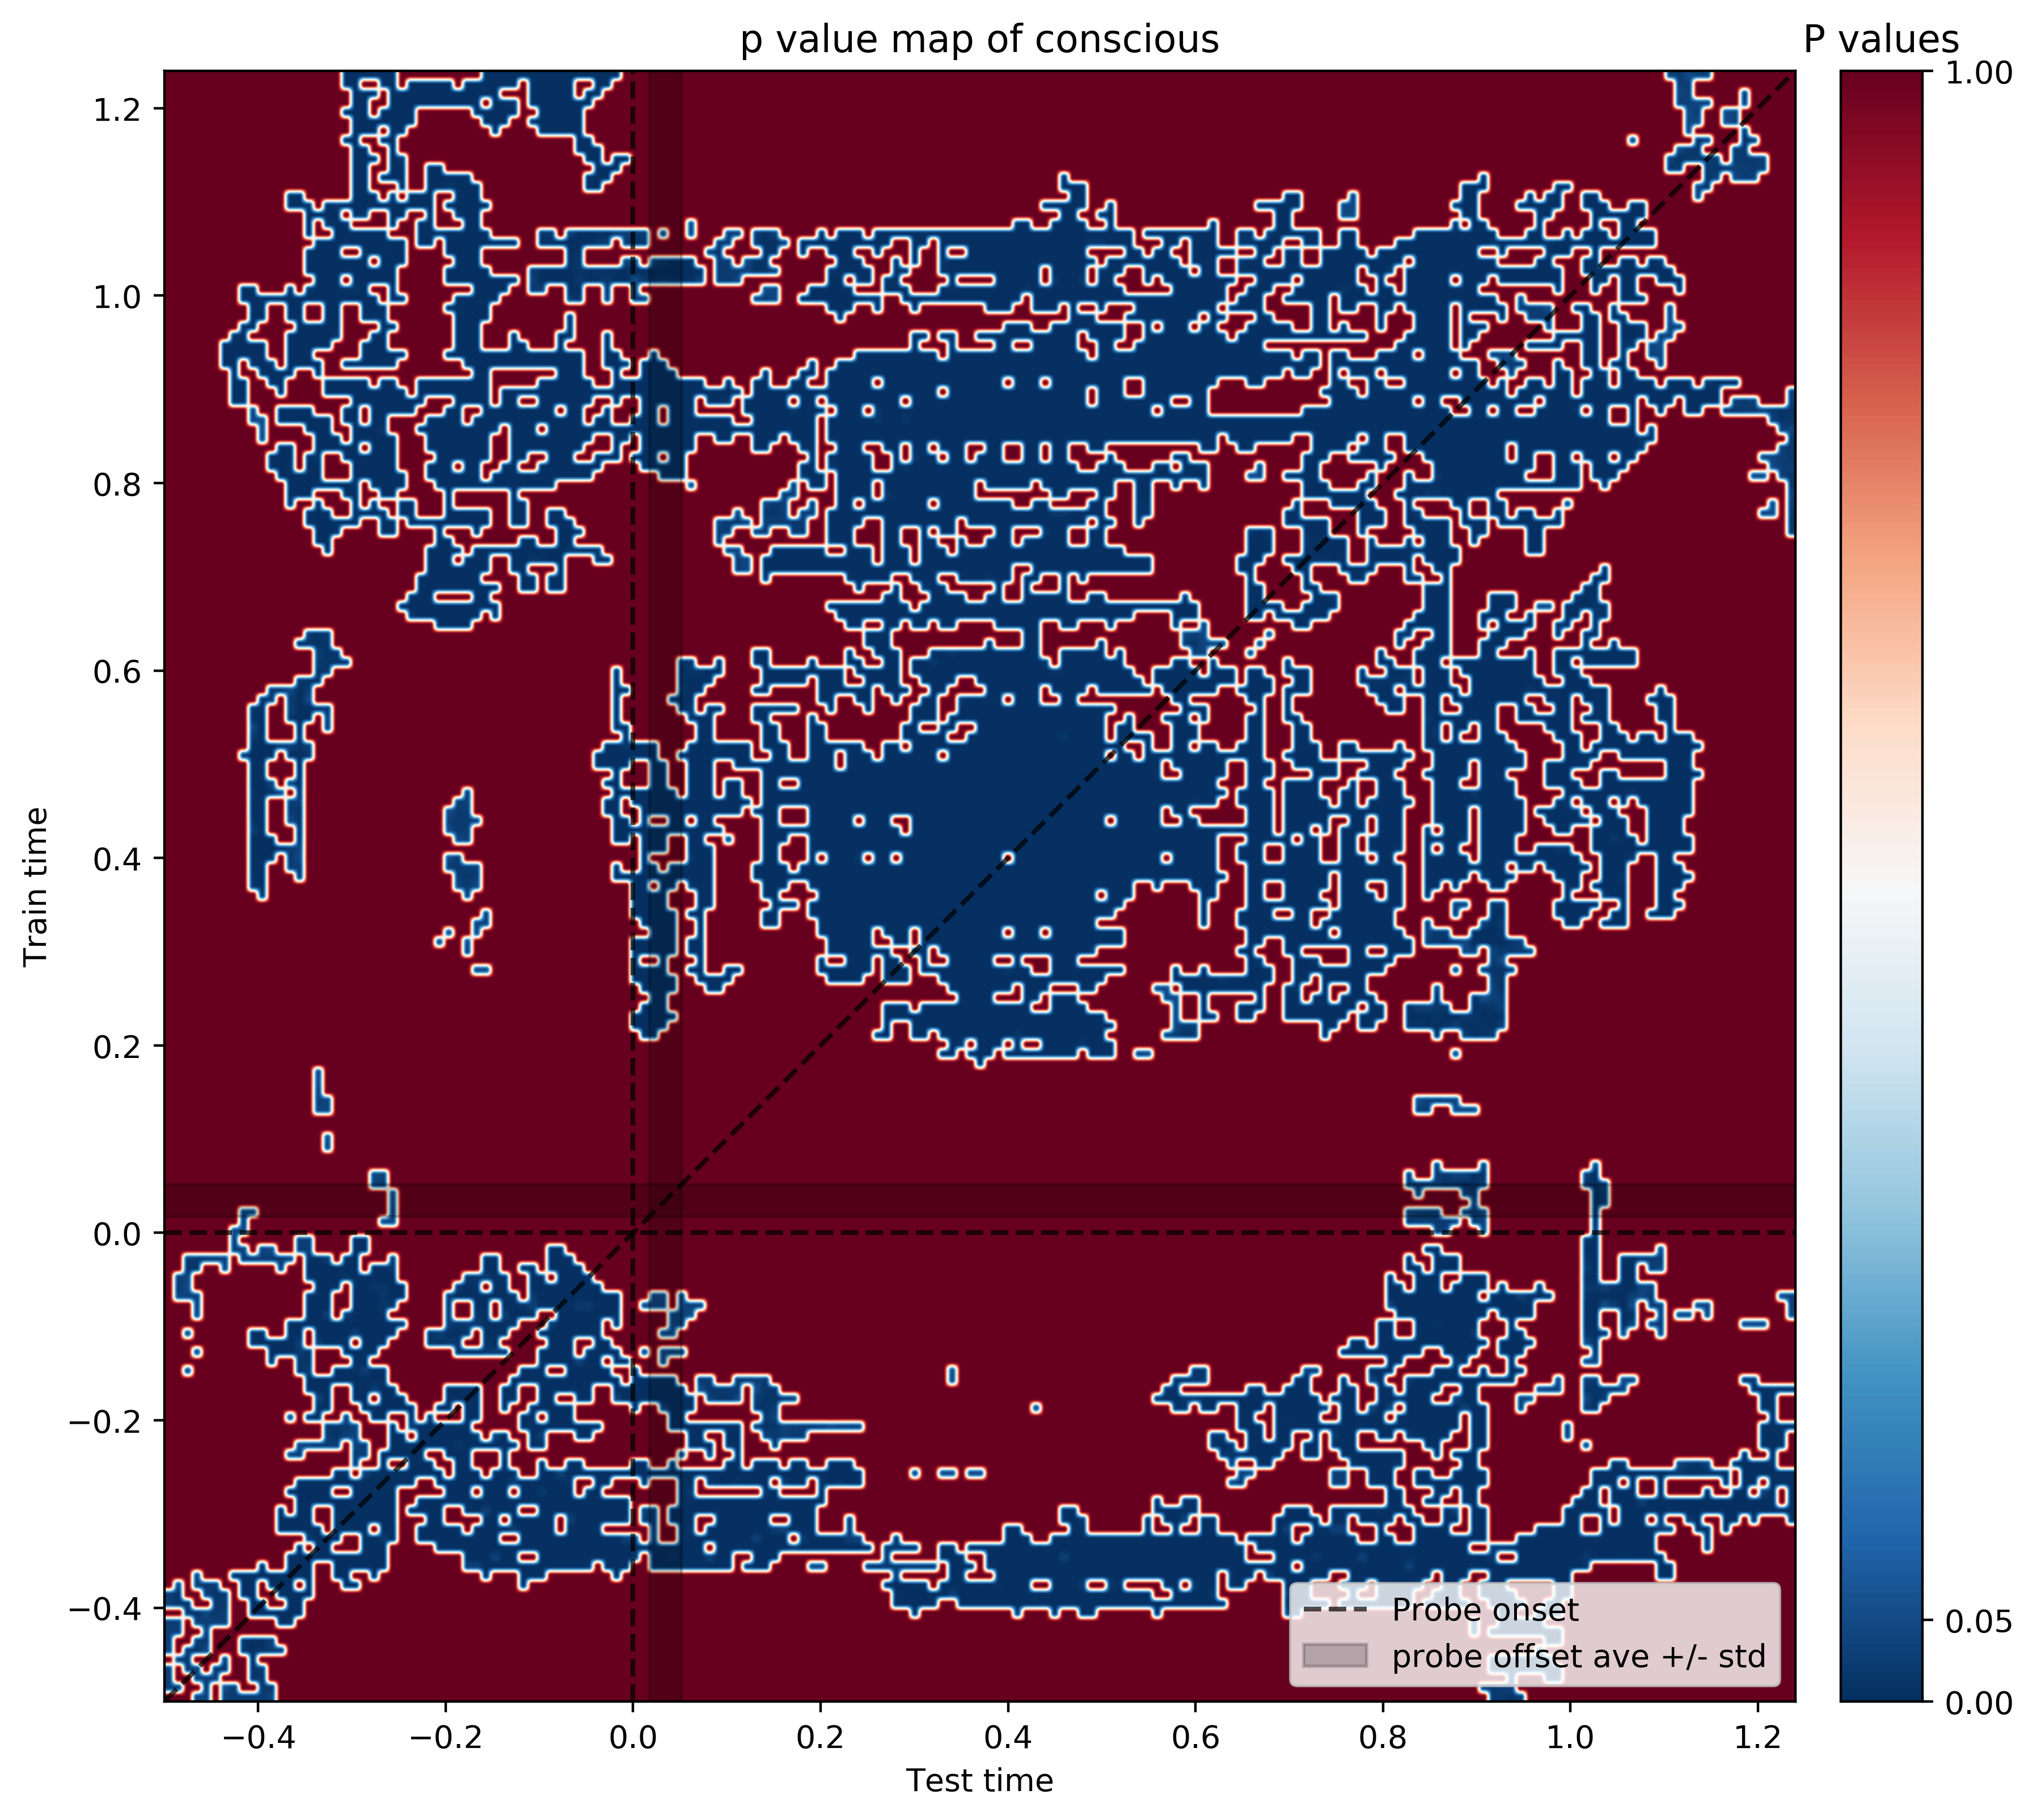 p value map of conscious
P values
1.00
0.05
0.00
Train time
1.2
1.0
0.8
0.6
0.4
0.2
0.0
−0.2
−0.4
−0.4 −0.2 0.0 0.2 0.4 0.6 0.8 1.0 1.2
Test time
Probe onset
probe offset ave +/- std